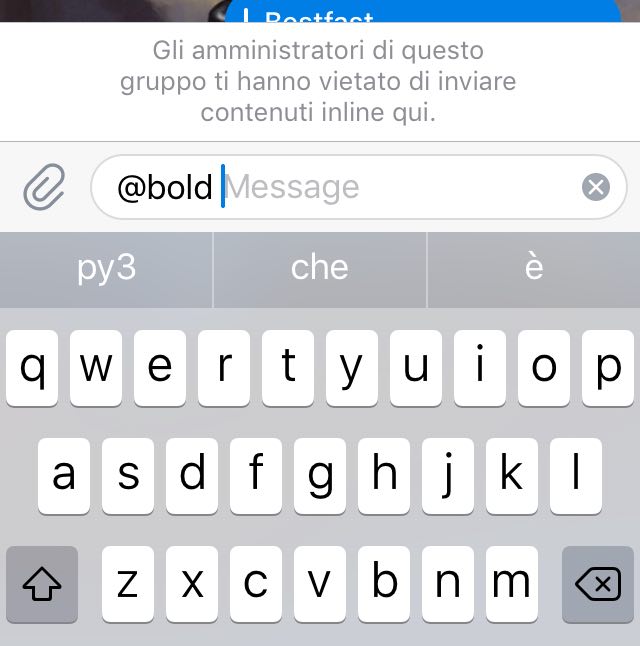 Bestfast
Gli amministratori di questo
gruppo ti hanno vietato di inviare
contenuti inline qui.
@bold Message
py3 che è
q w e r t y u i o p
a s d f g h j k l
z x c v b n m